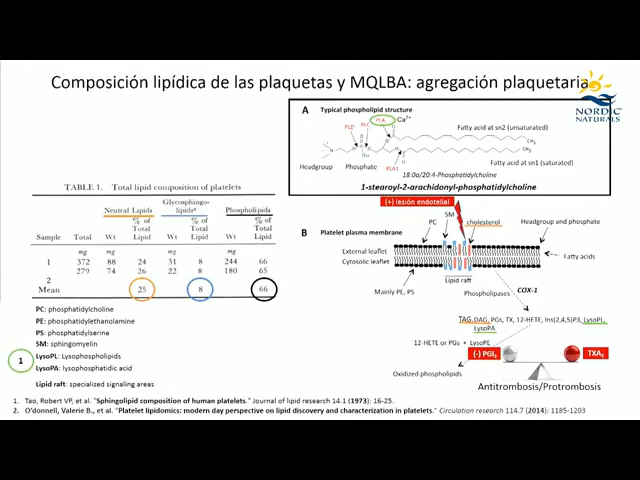 Composición lipídica de las plaquetas y MQLBA: agregación plaquetaria
NORDIC
NATURALS
A
Typical phospholipid structure
PLA
Ca2+
PLD
PLC
Fatty acid at sn2 (unsaturated)
PLA1
Headgroup
Phosphate
Fatty acid at sn1 (saturated)
18:0a/20:4-Phosphatidylcholine
1-stearoyl-2-arachidonyl-phosphatidylcholine
TABLE 1. Total lipid composition of platelets
Neutral Lipids
Glycosphingo-
lipids
Phospholipids
Sample
Total
Wt
% of
Total
Lipid
Wt
% of
Total
Lipid
Wt
% of
Total
Lipid
mg mg mg mg
1 372 88 24 31 8 244 66
279 74 26 22 8 180 65
2
Mean 25 8 66
PC: phosphatidylcholine
PE: phosphatidylethanolamine
PS: phosphatidylserine
SM: sphingomyelin
LysoPL: Lysophospholipids
LysoPA: Lysophosphatidic acid
1
Lipid raft: specialized signaling areas
(+) lesión endotelial
B
Platelet plasma membrane
PC
SM
cholesterol
Headgroup and phosphate
External leaflet
Cytosolic leaflet
Fatty acids
Lipid raft
Mainly PE, PS
Phospholipases
COX-1
TAG, DAG, PGs, TX, 12-HETE, Ins(2,4,5)P3, LysoPL,
LysoPA
12-HETE or PGs + LysoPE
(-) PGI2
TXA2
Oxidized phospholipids
Antitrombosis/Protrombosis
1. Tao, Robert VP, et al. "Sphingolipid composition of human platelets." Journal of lipid research 14.1 (1973): 16-25.
2. O'donnell, Valerie B., et al. "Platelet lipidomics: modern day perspective on lipid discovery and characterization in platelets." Circulation research 114.7 (2014): 1185-1203